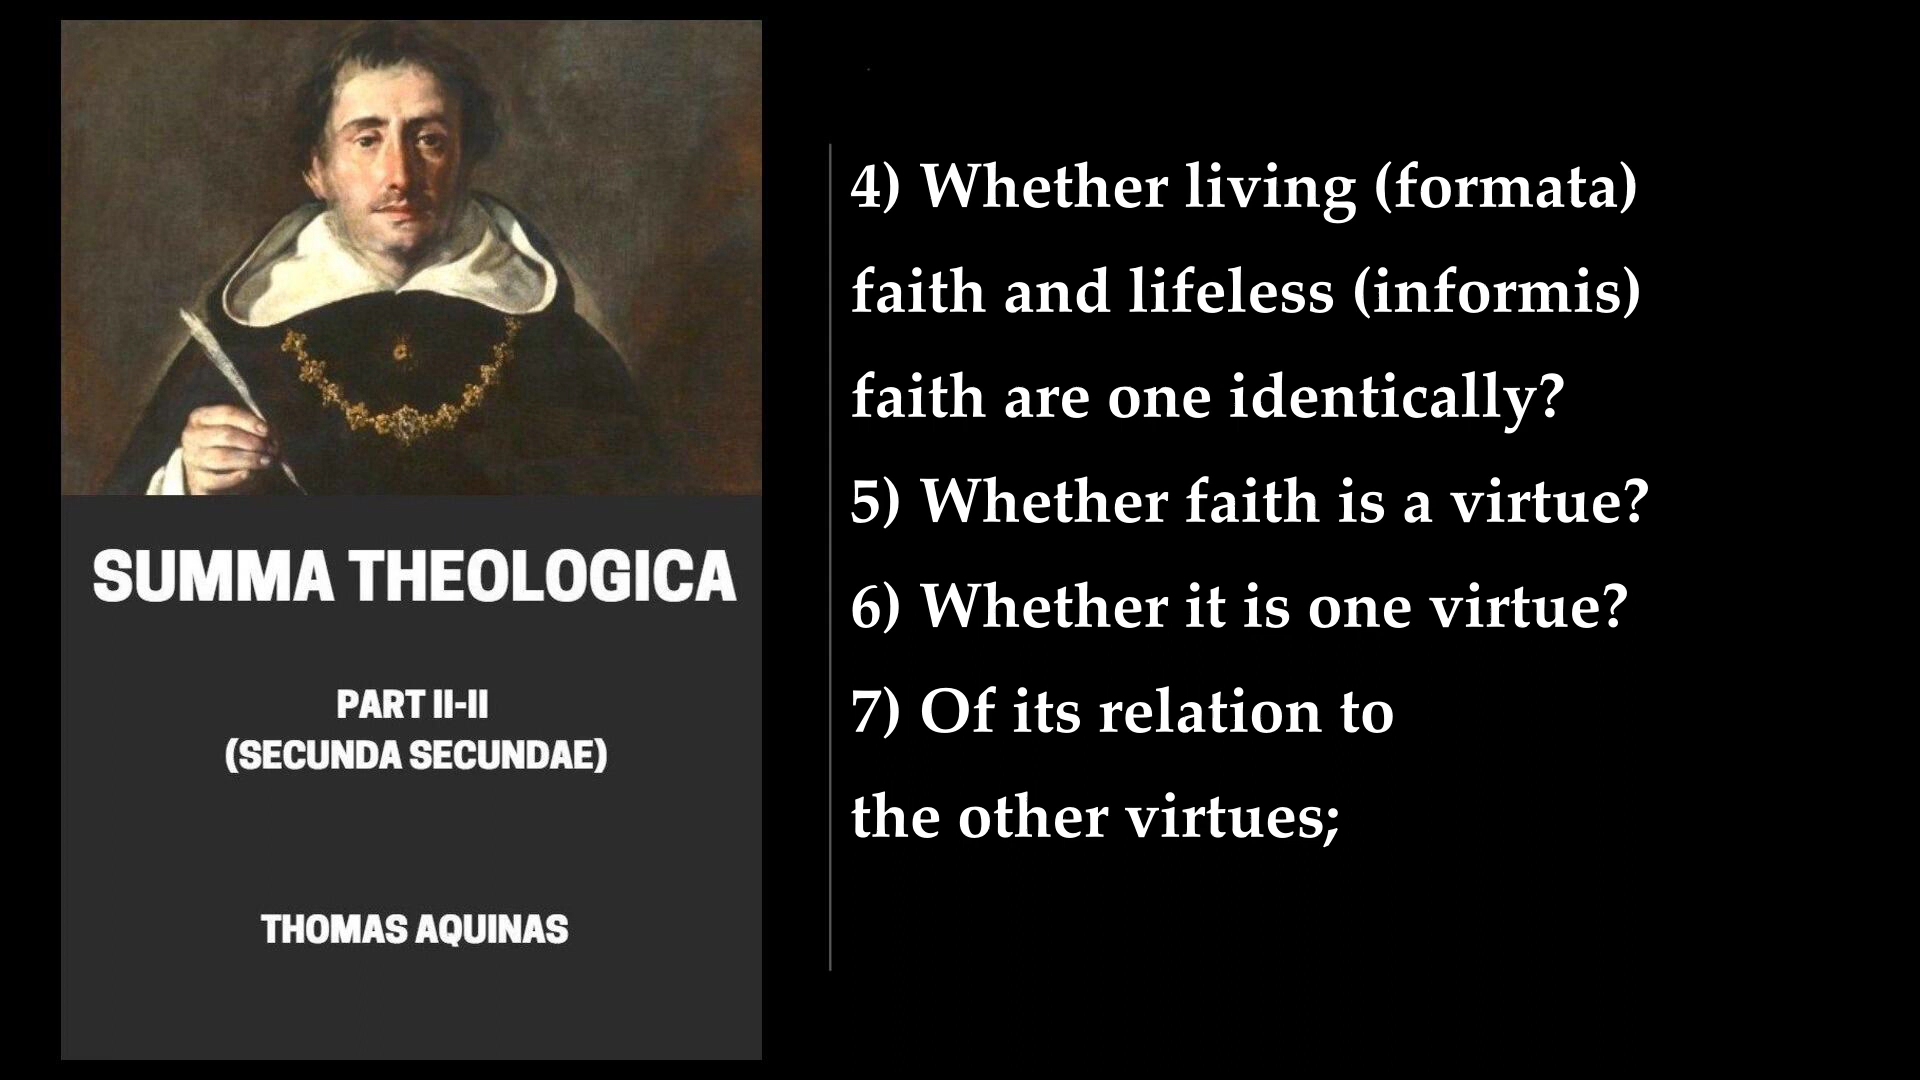 SUMMA THEOLOGICA
PART II-II
(SECUNDA SECUNDAE)
THOMAS AQUINAS
4) Whether living (formata)
faith and lifeless (informis)
faith are one identically?
5) Whether faith is a virtue?
6) Whether it is one virtue?
7) Of its relation to
the other virtues;